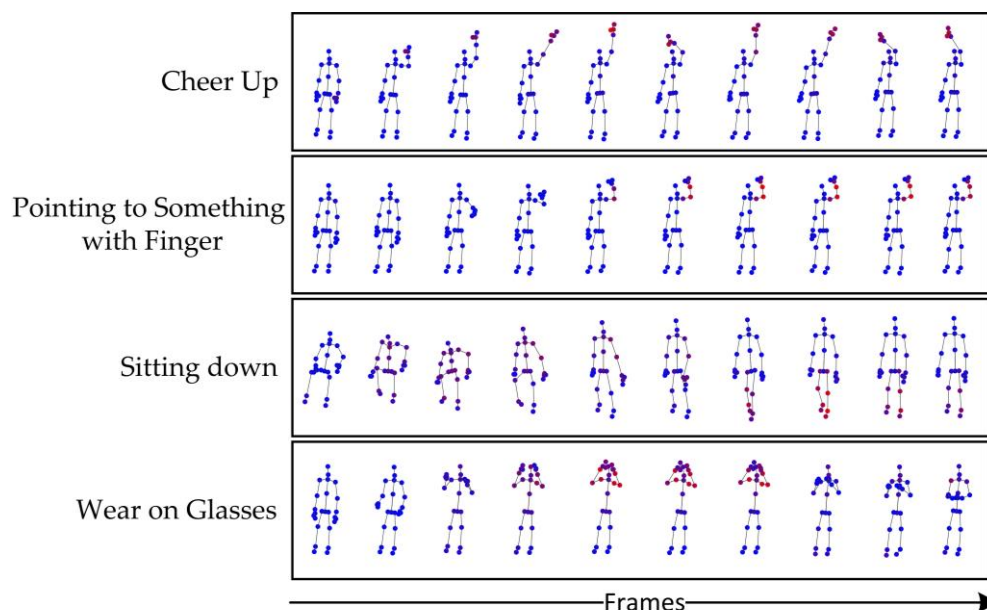 Cheer Up
Pointing to Something
with Finger
Sitting down
Wear on Glasses
Frames